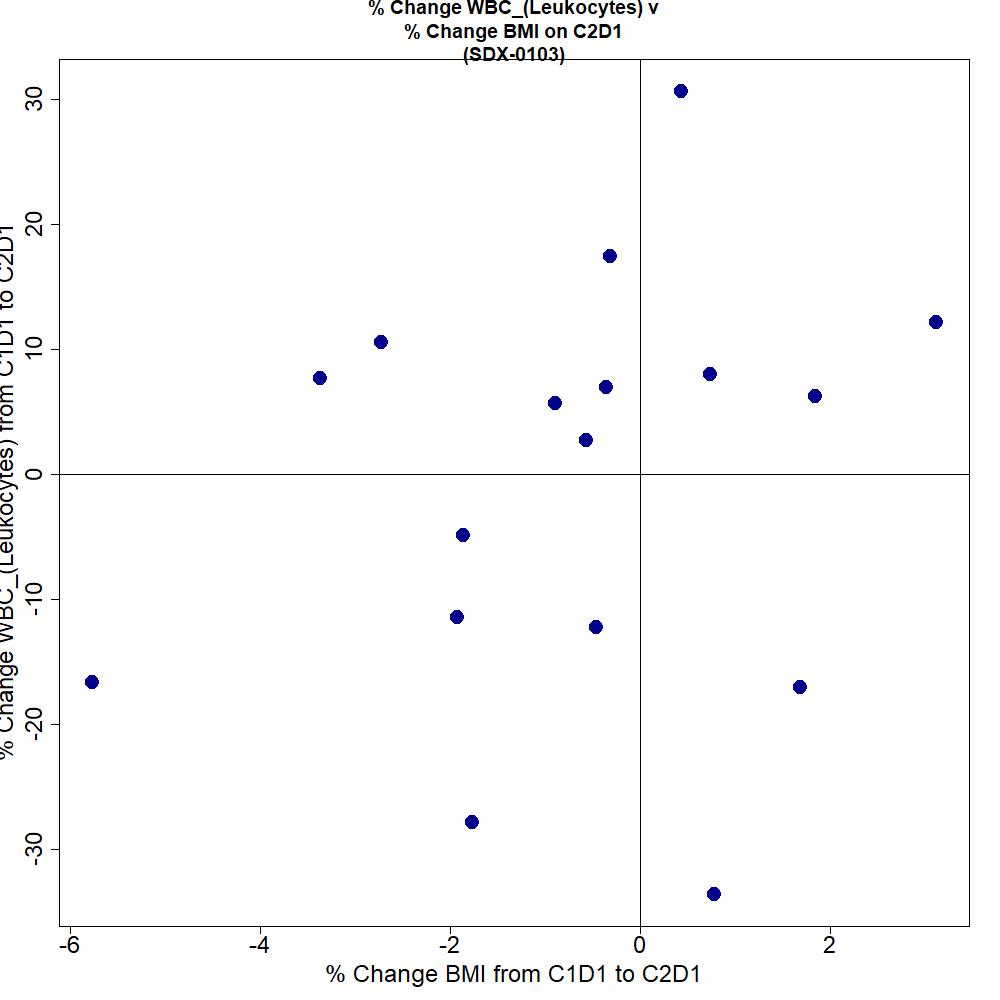 % Change WBC_(Leukocytes) v
% Change BMI on C2D1
(SDX-0103)
% Change WBC_(Leukocytes) from C1D1 to C2D1
30
20
10
0
-10
-20
-30
-6
-4
-2
0
2
% Change BMI from C1D1 to C2D1